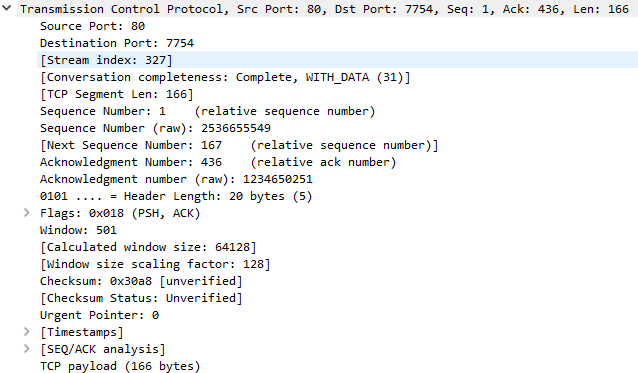 Transmission Control Protocol, Src Port: 80, Dst Port: 7754, Seq: 1, Ack: 436, Len: 166
Source Port: 80
Destination Port: 7754
[Stream index: 327]
[Conversation completeness: Complete, WITH_DATA (31)]
[TCP Segment Len: 166]
Sequence Number: 1    (relative sequence number)
Sequence Number (raw): 2536655549
[Next Sequence Number: 167    (relative sequence number)]
Acknowledgment Number: 436    (relative ack number)
Acknowledgment number (raw): 1234650251
0101 .... = Header Length: 20 bytes (5)
Flags: 0x018 (PSH, ACK)
Window: 501
[Calculated window size: 64128]
[Window size scaling factor: 128]
Checksum: 0x30a8 [unverified]
[Checksum Status: Unverified]
Urgent Pointer: 0
[Timestamps]
[SEQ/ACK analysis]
TCP payload (166 bytes)